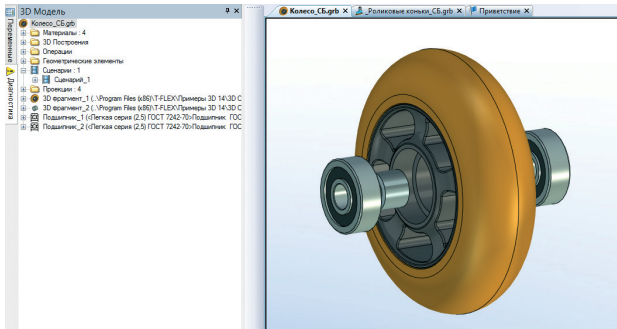 3D Модель
Колесо_СБ.grb
_Роликовые коньки_СБ.grb
Приветствие
Переменные
Диагностика
Колесо_СБ.grb
Материалы : 4
3D Построения
Операции
Геометрические элементы
Сценарии : 1
Сценарий_1
Проекции : 4
3D фрагмент_1 (..\Program Files (x86)\T-FLEX\Примеры 3D 14\3D С
3D фрагмент_2 (..\Program Files (x86)\T-FLEX\Примеры 3D 14\3D С
Подшипник_1 (<Легкая серия (2,5) ГОСТ 7242-70>Подшипник ГОС
Подшипник_2 (<Легкая серия (2,5) ГОСТ 7242-70>Подшипник ГОС